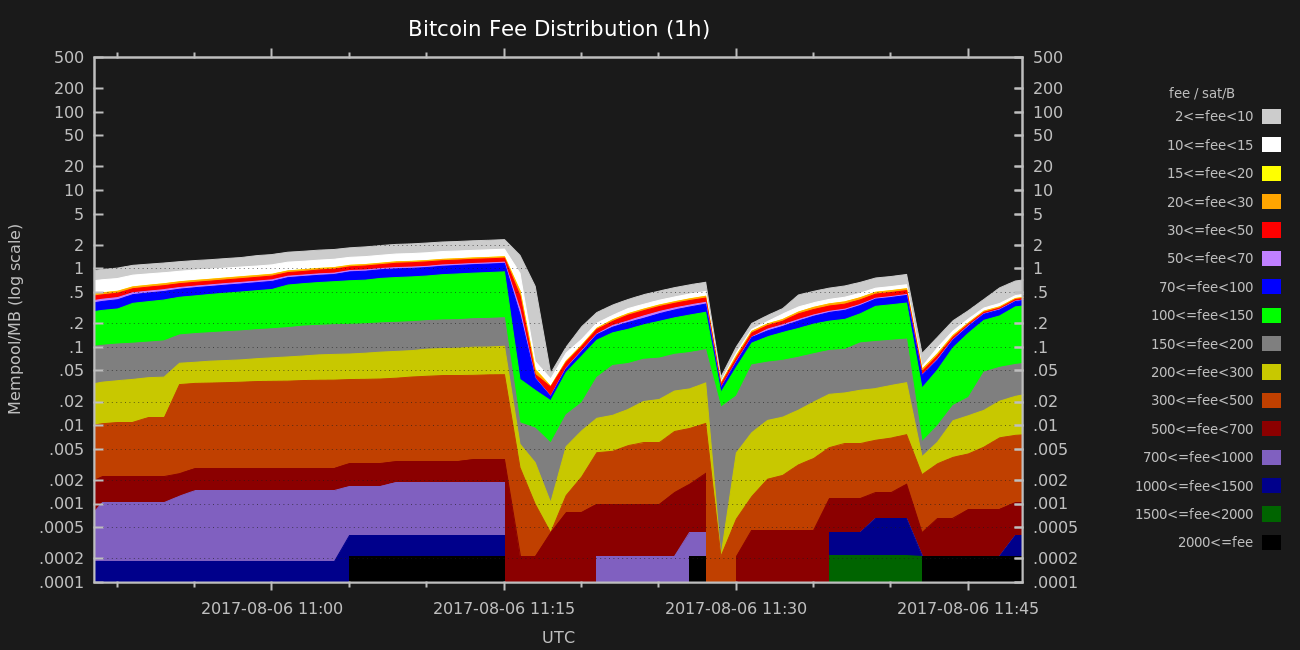 Bitcoin Fee Distribution (1h)
Mempool/MB (log scale)
500
200
100
50
20
10
5
2
1
.5
.2
.1
.05
.02
.01
.005
.002
.001
.0005
.0002
.0001
500
200
100
50
20
10
5
2
1
.5
.2
.1
.05
.02
.01
.005
.002
.001
.0005
.0002
.0001
2017-08-06 11:00
2017-08-06 11:15
2017-08-06 11:30
2017-08-06 11:45
UTC
fee / sat/B
2<=fee<10
10<=fee<15
15<=fee<20
20<=fee<30
30<=fee<50
50<=fee<70
70<=fee<100
100<=fee<150
150<=fee<200
200<=fee<300
300<=fee<500
500<=fee<700
700<=fee<1000
1000<=fee<1500
1500<=fee<2000
2000<=fee